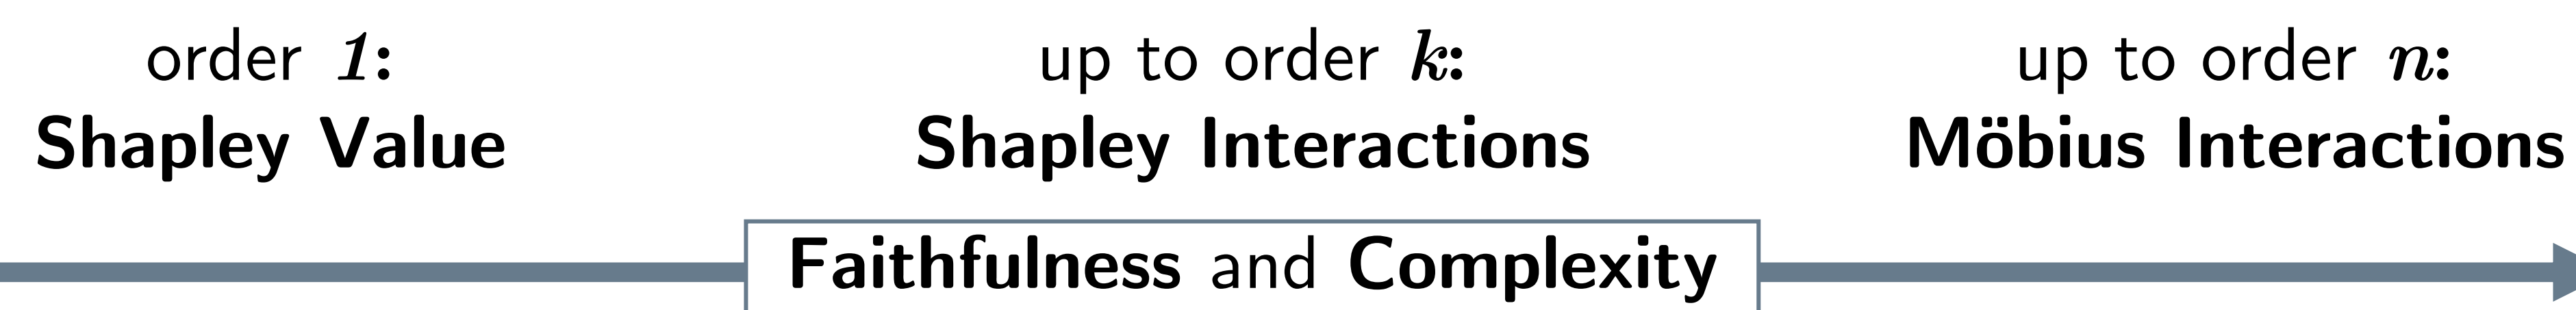 order 1:
Shapley Value
up to order k:
Shapley Interactions
up to order n:
Möbius Interactions
Faithfulness and Complexity